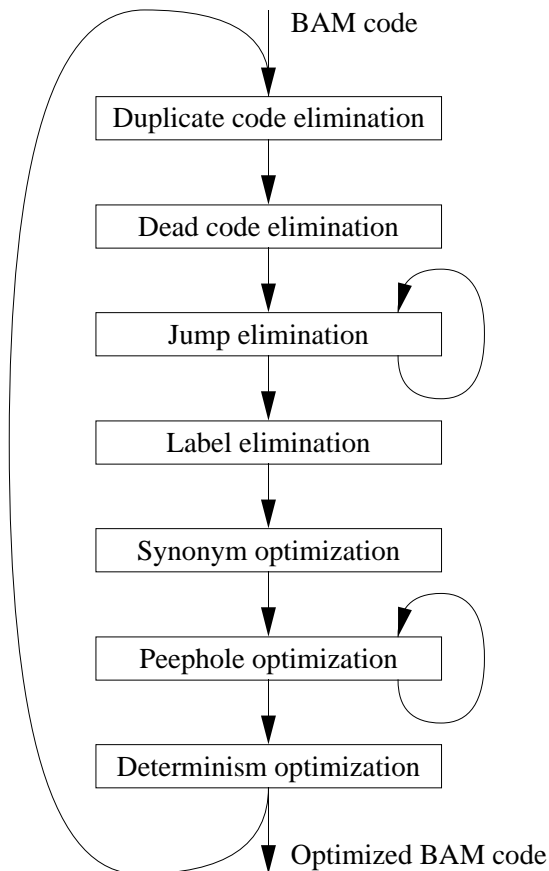 BAM code
Duplicate code elimination
Dead code elimination
Jump elimination
Label elimination
Synonym optimization
Peephole optimization
Determinism optimization
Optimized BAM code